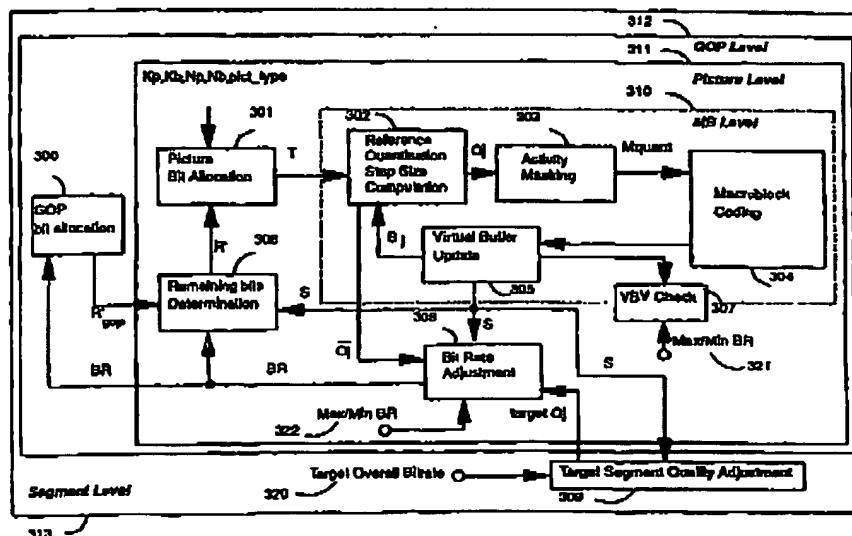 312
GOP Level
311
Kp,Kb,Np,Nb,pict_type
Picture Level
310
MB Level
301
302
303
Picture
Bit Allocation
T
Reference
Quantisation
Step Size
Computation
Qj
Activity
Masking
Mquant
Macroblock
Coding
304
300
GOP
bit allocation
R
306
Remaining bits
Determination
R gop
S
Bj
Virtual Buffer
Update
305
VBV Check
307
Max/Min BR
321
Qj
308
S
Bit Rate
Adjustment
S
BR
BR
target Qj
Max/Min BR
322
Target Overall Bitrate
320
Target Segment Quality Adjustment
309
Segment Level
313